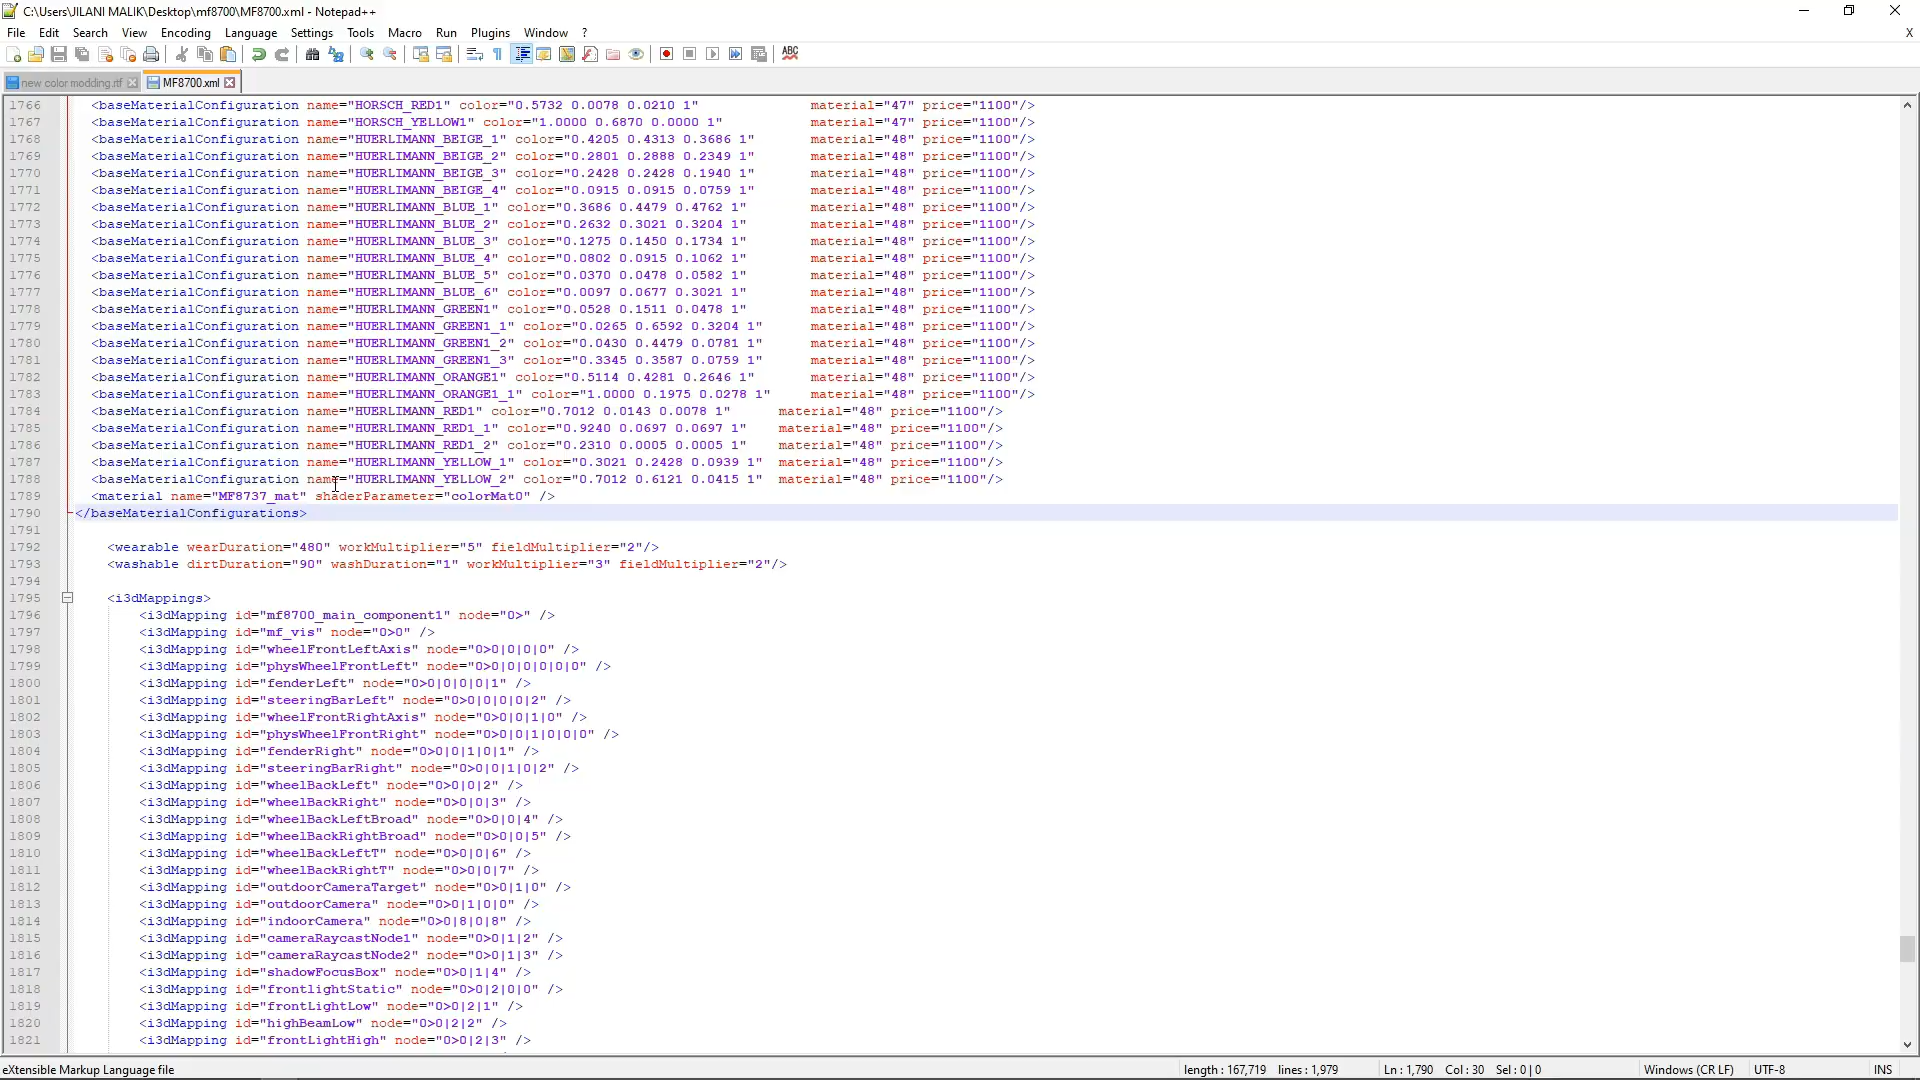 C:\Users\JILANI MALIK\Desktop\mf8700\MF8700.xml - Notepad++
File Edit Search View Encoding Language Settings Tools Macro Run Plugins Window ? X
new color modding.rtf MF8700.xml
1766 <baseMaterialConfiguration name="HORSCH_RED1" color="0.5732 0.0078 0.0210 1" material="47" price="1100"/>
1767 <baseMaterialConfiguration name="HORSCH_YELLOW1" color="1.0000 0.6870 0.0000 1" material="47" price="1100"/>
1768 <baseMaterialConfiguration name="HUERLIMANN_BEIGE_1" color="0.4205 0.4313 0.3686 1" material="48" price="1100"/>
1769 <baseMaterialConfiguration name="HUERLIMANN_BEIGE_2" color="0.2801 0.2888 0.2349 1" material="48" price="1100"/>
1770 <baseMaterialConfiguration name="HUERLIMANN_BEIGE_3" color="0.2428 0.2428 0.1940 1" material="48" price="1100"/>
1771 <baseMaterialConfiguration name="HUERLIMANN_BEIGE_4" color="0.0915 0.0915 0.0759 1" material="48" price="1100"/>
1772 <baseMaterialConfiguration name="HUERLIMANN_BLUE_1" color="0.3686 0.4479 0.4762 1" material="48" price="1100"/>
1773 <baseMaterialConfiguration name="HUERLIMANN_BLUE_2" color="0.2632 0.3021 0.3204 1" material="48" price="1100"/>
1774 <baseMaterialConfiguration name="HUERLIMANN_BLUE_3" color="0.1275 0.1450 0.1734 1" material="48" price="1100"/>
1775 <baseMaterialConfiguration name="HUERLIMANN_BLUE_4" color="0.0802 0.0915 0.1062 1" material="48" price="1100"/>
1776 <baseMaterialConfiguration name="HUERLIMANN_BLUE_5" color="0.0370 0.0478 0.0582 1" material="48" price="1100"/>
1777 <baseMaterialConfiguration name="HUERLIMANN_BLUE_6" color="0.0097 0.0677 0.3021 1" material="48" price="1100"/>
1778 <baseMaterialConfiguration name="HUERLIMANN_GREEN1" color="0.0528 0.1511 0.0478 1" material="48" price="1100"/>
1779 <baseMaterialConfiguration name="HUERLIMANN_GREEN1_1" color="0.0265 0.6592 0.3204 1" material="48" price="1100"/>
1780 <baseMaterialConfiguration name="HUERLIMANN_GREEN1_2" color="0.0430 0.4479 0.0781 1" material="48" price="1100"/>
1781 <baseMaterialConfiguration name="HUERLIMANN_GREEN1_3" color="0.3345 0.3587 0.0759 1" material="48" price="1100"/>
1782 <baseMaterialConfiguration name="HUERLIMANN_ORANGE1" color="0.5114 0.4281 0.2646 1" material="48" price="1100"/>
1783 <baseMaterialConfiguration name="HUERLIMANN_ORANGE1_1" color="1.0000 0.1975 0.0278 1" material="48" price="1100"/>
1784 <baseMaterialConfiguration name="HUERLIMANN_RED1" color="0.7012 0.0143 0.0078 1" material="48" price="1100"/>
1785 <baseMaterialConfiguration name="HUERLIMANN_RED1_1" color="0.9240 0.0697 0.0697 1" material="48" price="1100"/>
1786 <baseMaterialConfiguration name="HUERLIMANN_RED1_2" color="0.2310 0.0005 0.0005 1" material="48" price="1100"/>
1787 <baseMaterialConfiguration name="HUERLIMANN_YELLOW_1" color="0.3021 0.2428 0.0939 1" material="48" price="1100"/>
1788 <baseMaterialConfiguration name="HUERLIMANN_YELLOW_2" color="0.7012 0.6121 0.0415 1" material="48" price="1100"/>
1789 <material name="MF8737_mat" shaderParameter="colorMat0" />
1790 </baseMaterialConfigurations>
1791
1792 <wearable wearDuration="480" workMultiplier="5" fieldMultiplier="2"/>
1793 <washable dirtDuration="90" washDuration="1" workMultiplier="3" fieldMultiplier="2"/>
1794
1795 <i3dMappings>
1796 <i3dMapping id="mf8700_main_component1" node="0>" />
1797 <i3dMapping id="mf_vis" node="0>0" />
1798 <i3dMapping id="wheelFrontLeftAxis" node="0>0|0|0|0" />
1799 <i3dMapping id="physWheelFrontLeft" node="0>0|0|0|0|0|0" />
1800 <i3dMapping id="fenderLeft" node="0>0|0|0|0|1" />
1801 <i3dMapping id="steeringBarLeft" node="0>0|0|0|0|2" />
1802 <i3dMapping id="wheelFrontRightAxis" node="0>0|0|1|0" />
1803 <i3dMapping id="physWheelFrontRight" node="0>0|0|1|0|0|0" />
1804 <i3dMapping id="fenderRight" node="0>0|0|1|0|1" />
1805 <i3dMapping id="steeringBarRight" node="0>0|0|1|0|2" />
1806 <i3dMapping id="wheelBackLeft" node="0>0|0|2" />
1807 <i3dMapping id="wheelBackRight" node="0>0|0|3" />
1808 <i3dMapping id="wheelBackLeftBroad" node="0>0|0|4" />
1809 <i3dMapping id="wheelBackRightBroad" node="0>0|0|5" />
1810 <i3dMapping id="wheelBackLeftT" node="0>0|0|6" />
1811 <i3dMapping id="wheelBackRightT" node="0>0|0|7" />
1812 <i3dMapping id="outdoorCameraTarget" node="0>0|1|0" />
1813 <i3dMapping id="outdoorCamera" node="0>0|1|0|0" />
1814 <i3dMapping id="indoorCamera" node="0>0|8|0|8" />
1815 <i3dMapping id="cameraRaycastNode1" node="0>0|1|2" />
1816 <i3dMapping id="cameraRaycastNode2" node="0>0|1|3" />
1817 <i3dMapping id="shadowFocusBox" node="0>0|1|4" />
1818 <i3dMapping id="frontlightStatic" node="0>0|2|0|0" />
1819 <i3dMapping id="frontLightLow" node="0>0|2|1" />
1820 <i3dMapping id="highBeamLow" node="0>0|2|2" />
1821 <i3dMapping id="frontLightHigh" node="0>0|2|3" />
eXtensible Markup Language file length : 167,719 lines : 1,979 Ln : 1,790 Col : 30 Sel : 0 | 0 Windows (CR LF) UTF-8 INS